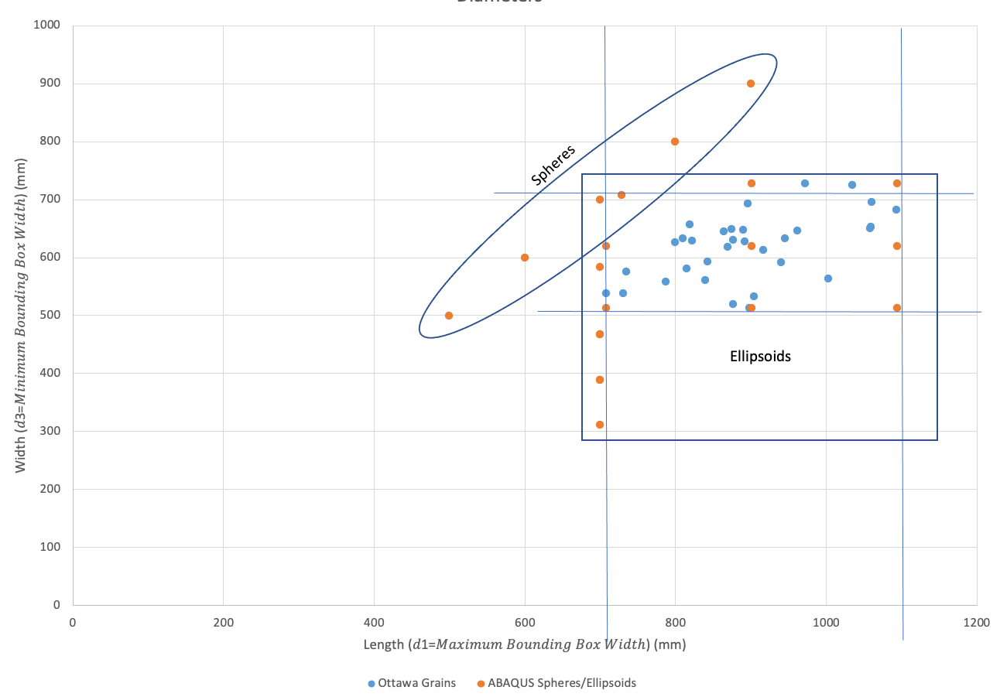 Diameters
1000
900
800
700
600
500
400
300
200
100
0
Width (d3=Minimum Bounding Box Width) (mm)
Spheres
Ellipsoids
0 200 400 600 800 1000 1200
Length (d1=Maximum Bounding Box Width) (mm)
Ottawa Grains ABAQUS Spheres/Ellipsoids